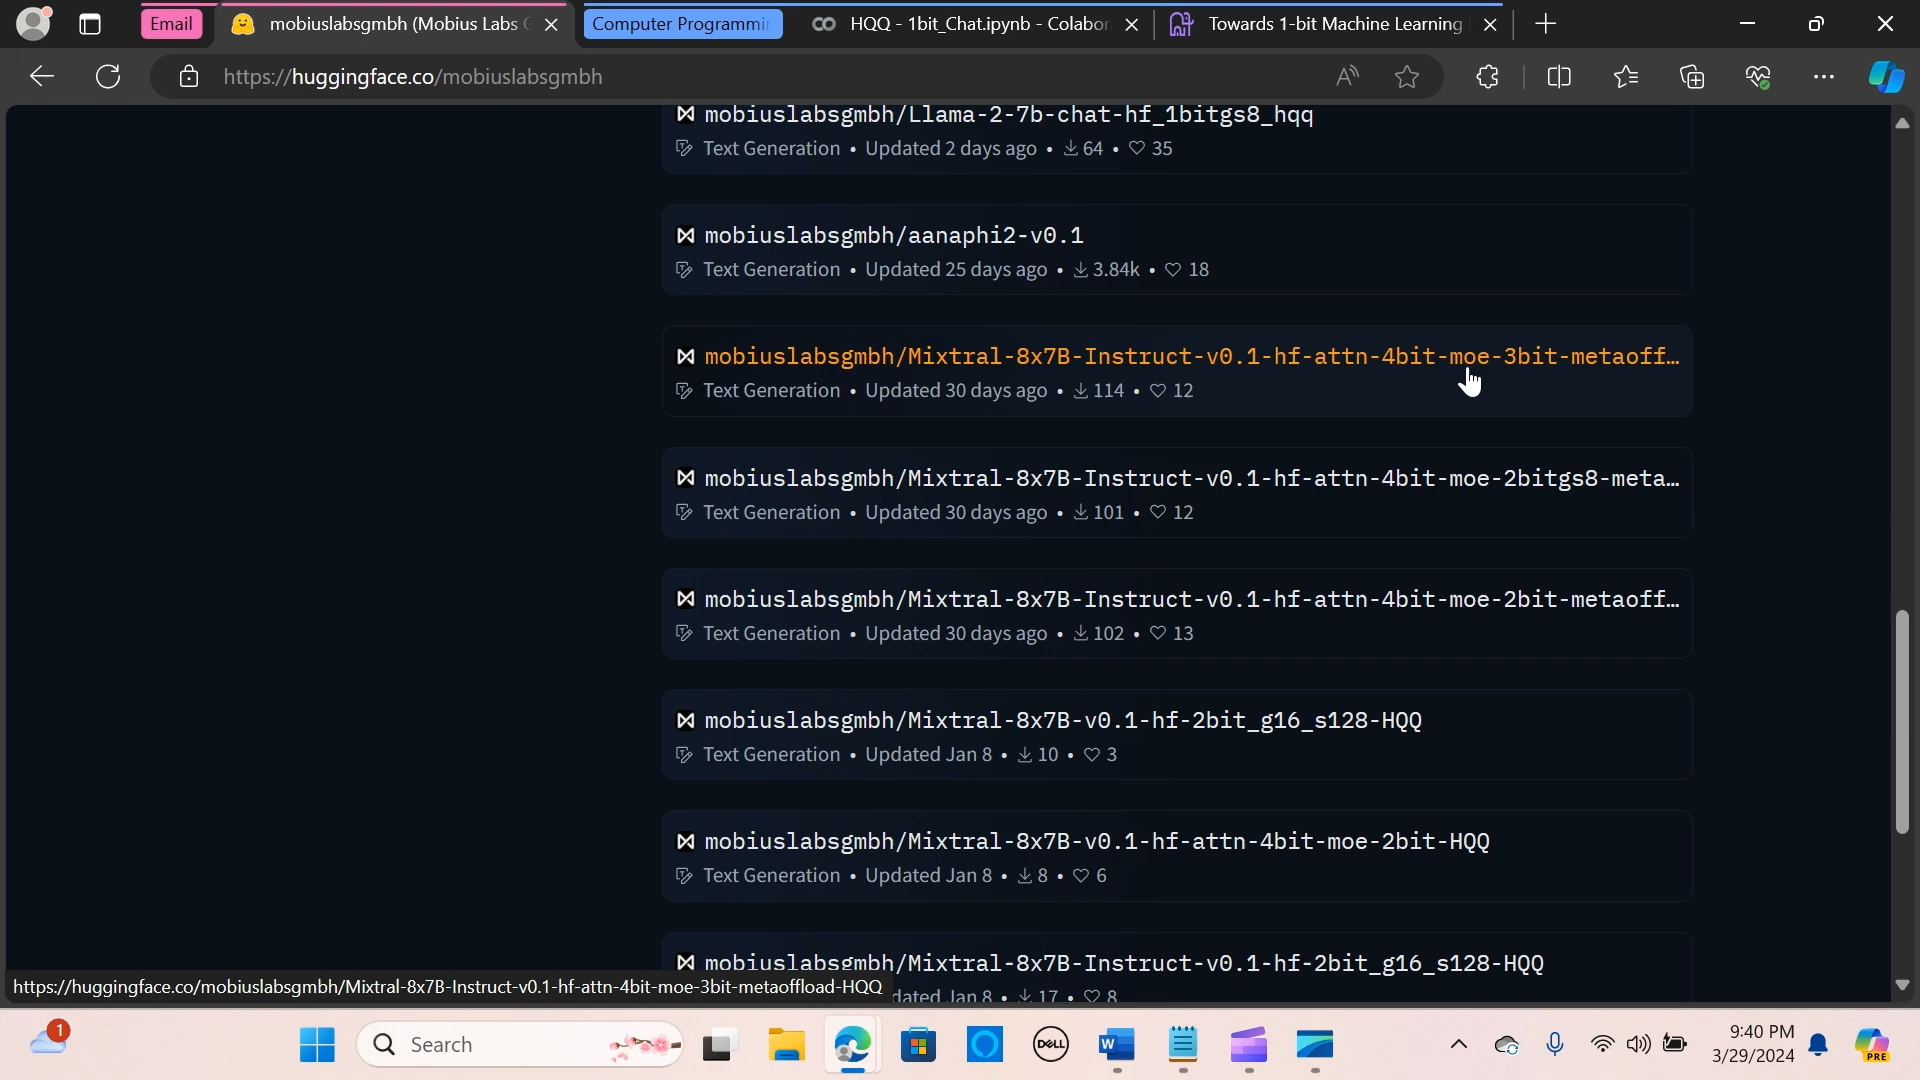 Email
mobiuslabsgmbh (Mobius Labs G
Computer Programmin
HQQ - 1bit_Chat.ipynb - Colabor
Towards 1-bit Machine Learning
https://huggingface.co/mobiuslabsgmbh
mobiuslabsgmbh/Llama-2-7b-chat-hf_1bitgs8_hqq
Text Generation • Updated 2 days ago • 64 • 35
mobiuslabsgmbh/aanaphi2-v0.1
Text Generation • Updated 25 days ago • 3.84k • 18
mobiuslabsgmbh/Mixtral-8x7B-Instruct-v0.1-hf-attn-4bit-moe-3bit-metaoff…
Text Generation • Updated 30 days ago • 114 • 12
mobiuslabsgmbh/Mixtral-8x7B-Instruct-v0.1-hf-attn-4bit-moe-2bitgs8-meta…
Text Generation • Updated 30 days ago • 101 • 12
mobiuslabsgmbh/Mixtral-8x7B-Instruct-v0.1-hf-attn-4bit-moe-2bit-metaoff…
Text Generation • Updated 30 days ago • 102 • 13
mobiuslabsgmbh/Mixtral-8x7B-v0.1-hf-2bit_g16_s128-HQQ
Text Generation • Updated Jan 8 • 10 • 3
mobiuslabsgmbh/Mixtral-8x7B-v0.1-hf-attn-4bit-moe-2bit-HQQ
Text Generation • Updated Jan 8 • 8 • 6
mobiuslabsgmbh/Mixtral-8x7B-Instruct-v0.1-hf-2bit_g16_s128-HQQ
dated Jan 8 • 17 • 8
https://huggingface.co/mobiuslabsgmbh/Mixtral-8x7B-Instruct-v0.1-hf-attn-4bit-moe-3bit-metaoffload-HQQ
1
Search
DELL
W
9:40 PM
3/29/2024
PRE